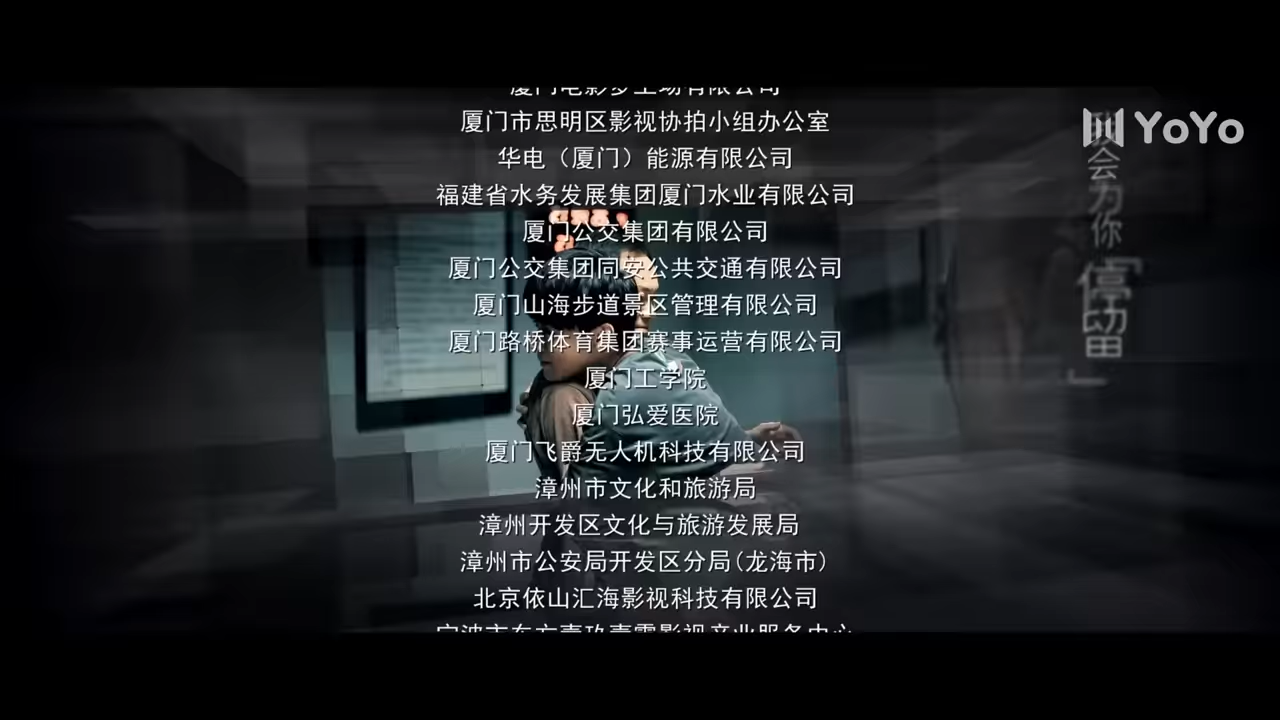 厦门市思明区影视协拍小组办公室
华电（厦门）能源有限公司
福建省水务发展集团厦门水业有限公司
厦门公交集团有限公司
厦门公交集团同安公共交通有限公司
厦门山海步道景区管理有限公司
厦门路桥体育集团赛事运营有限公司
厦门工学院
厦门弘爱医院
厦门飞爵无人机科技有限公司
漳州市文化和旅游局
漳州开发区文化与旅游发展局
漳州市公安局开发区分局(龙海市)
北京依山汇海影视科技有限公司
YoYo
会为你「停留」